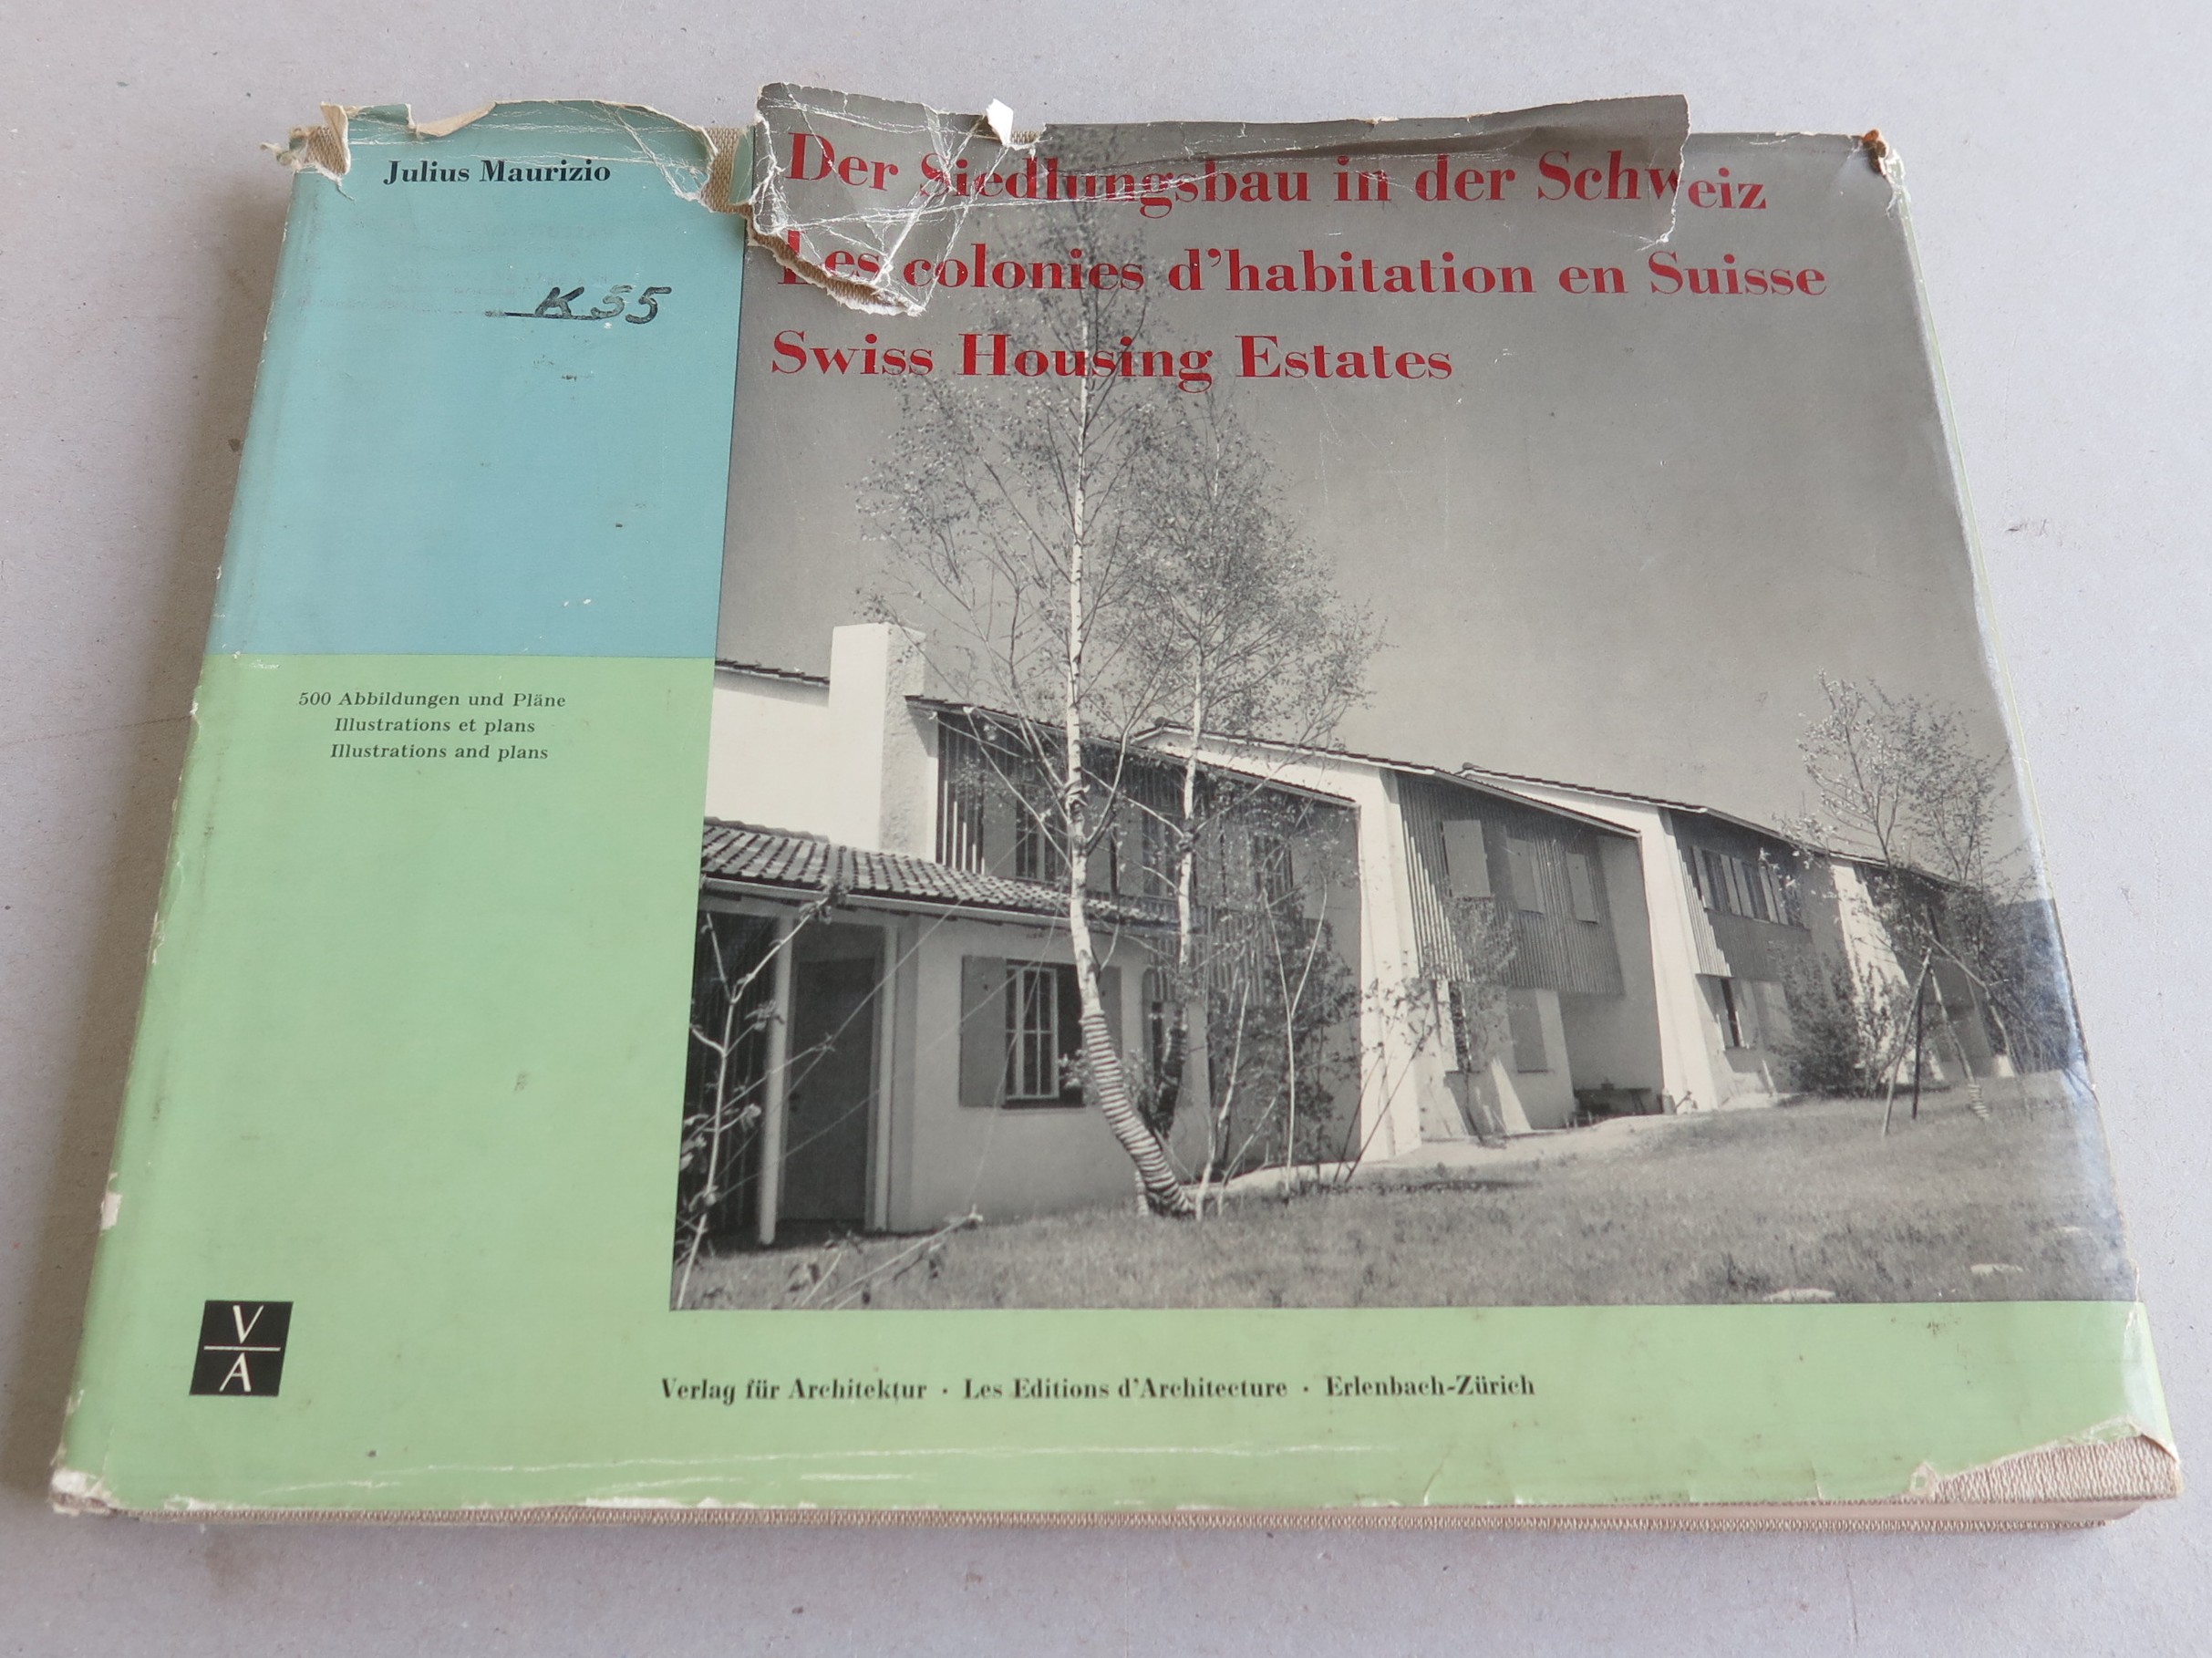 Julius Maurizio
K55
Der Siedlungsbau in der Schweiz
Les colonies d'habitation en Suisse
Swiss Housing Estates
500 Abbildungen und Pläne
Illustrations et plans
Illustrations and plans
V
A
Verlag für Architektur · Les Editions d'Architecture · Erlenbach-Zürich